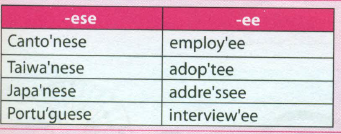 -ese -ee
Canto'nese employ'ee
Taiwa'nese adop'tee
Japa'nese addre'ssee
Portu'guese interview'ee